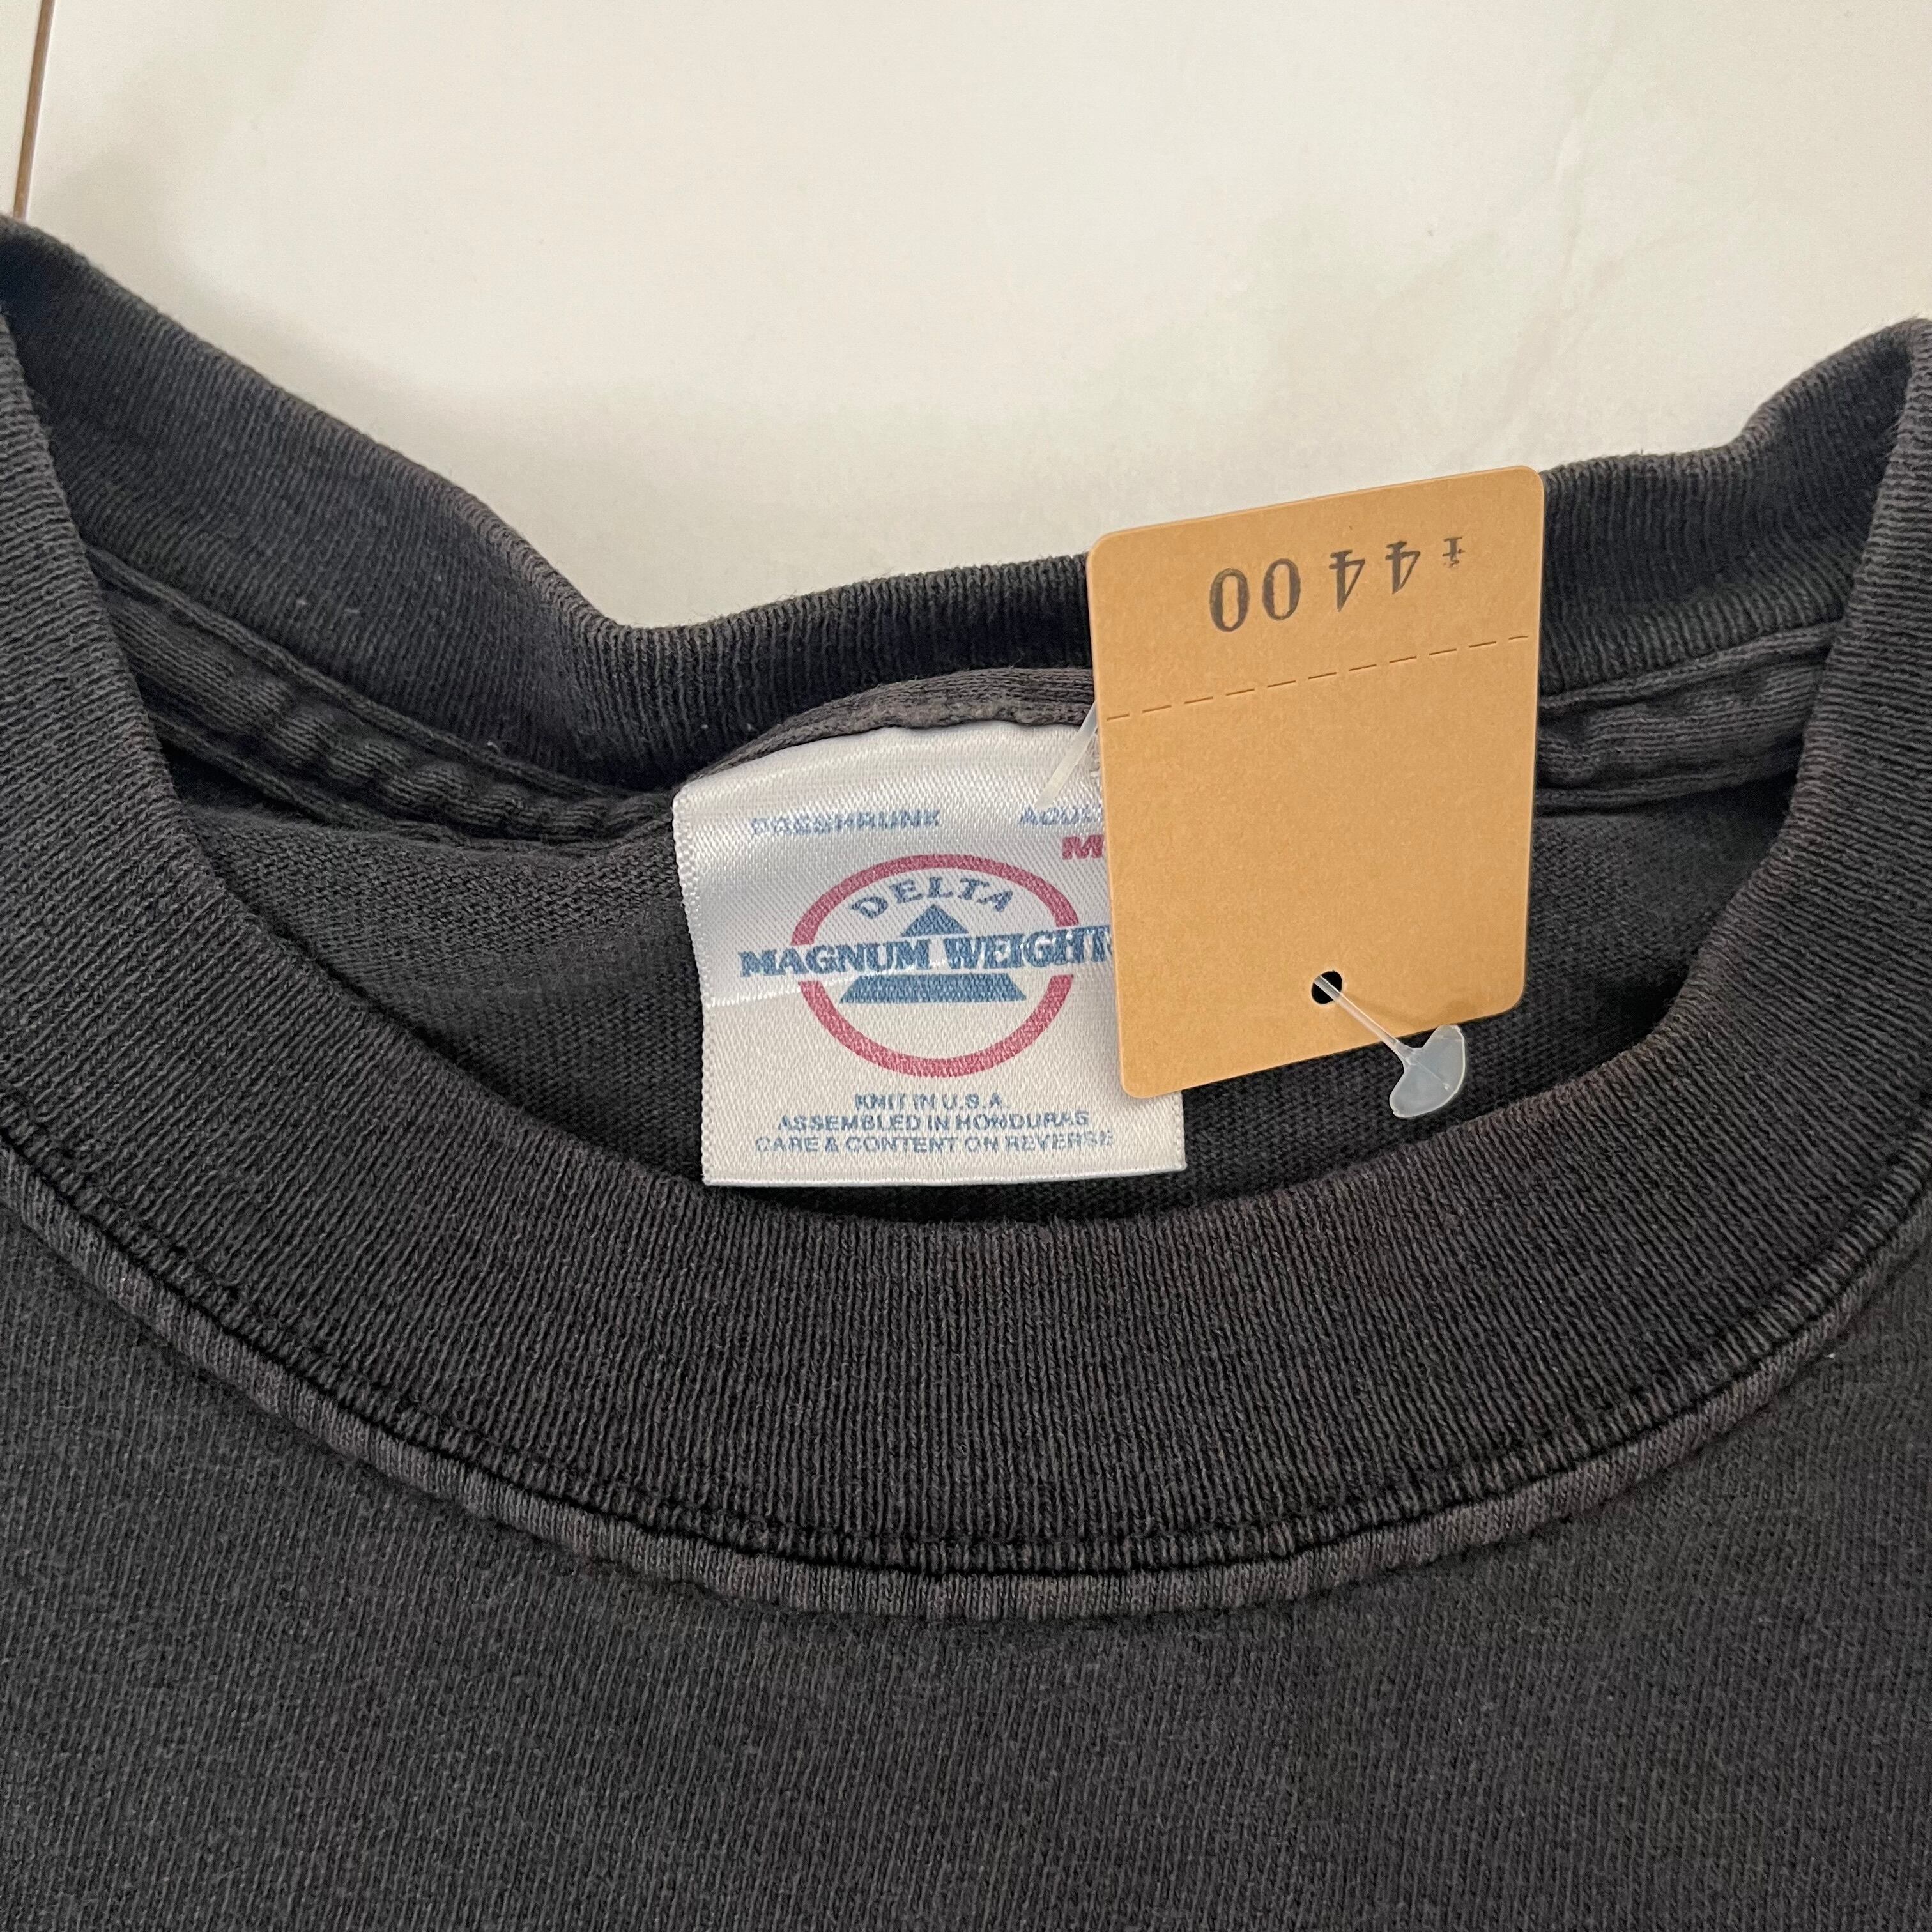 ¥4400
PRESHRUNK
M
DELTA
MAGNUM WEIGHT
KNIT IN U.S.A
ASSEMBLED IN HONDURAS
CARE & CONTENT ON REVERSE